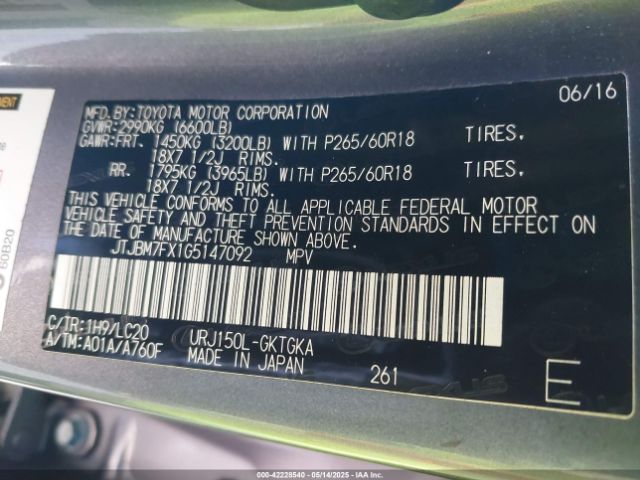 06/16
MFD. BY: TOYOTA MOTOR CORPORATION
GVWR: 2990KG (6600LB)
GAWR: FRT. 1450KG (3200LB) WITH P265/60R18 TIRES,
18X7 1/2J RIMS.
RR. 1795KG (3965LB) WITH P265/60R18 TIRES,
18X7 1/2J RIMS.
THIS VEHICLE CONFORMS TO ALL APPLICABLE FEDERAL MOTOR
VEHICLE SAFETY AND THEFT PREVENTION STANDARDS IN EFFECT ON
THE DATE OF MANUFACTURE SHOWN ABOVE.
JTJBM7FX1G5147092 MPV
C/TR: 1H9/LC20 URJ150L-GKTGKA
A/TM: A01A/A760F MADE IN JAPAN 261 E
60B20
000-42228540 - 05/14/2025 - IAAI.COM